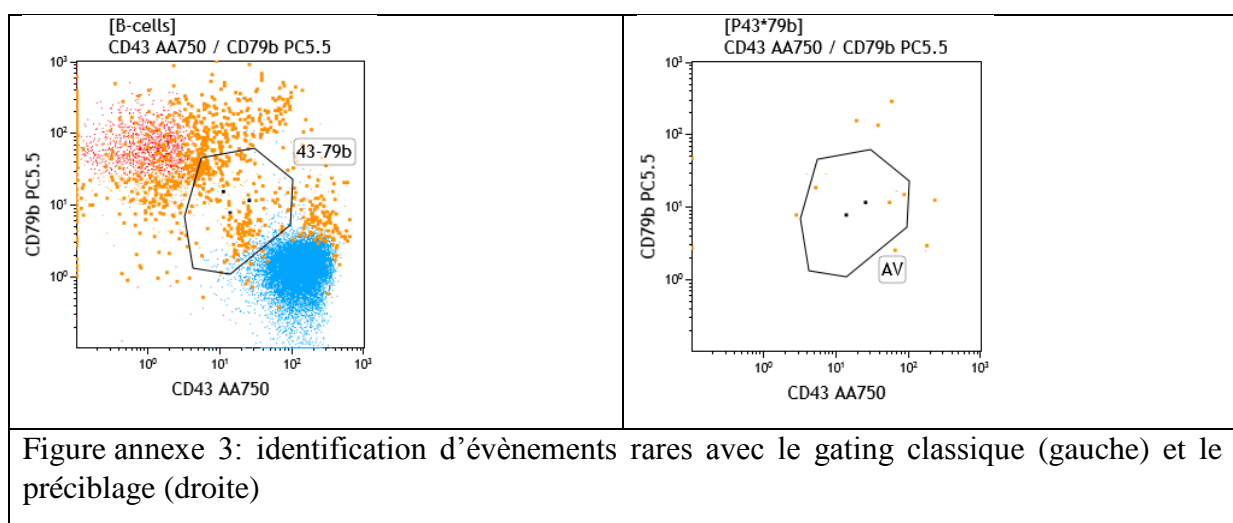 [B-cells]
CD43 AA750 / CD79b PC5.5
10³
10²
10¹
10⁰
CD79b PC5.5
43-79b
10⁰ 10¹ 10² 10³
CD43 AA750
[P43*79b]
CD43 AA750 / CD79b PC5.5
10³
10²
10¹
10⁰
CD79b PC5.5
AV
10⁰ 10¹ 10² 10³
CD43 AA750
Figure annexe 3: identification d’évènements rares avec le gating classique (gauche) et le
préciblage (droite)